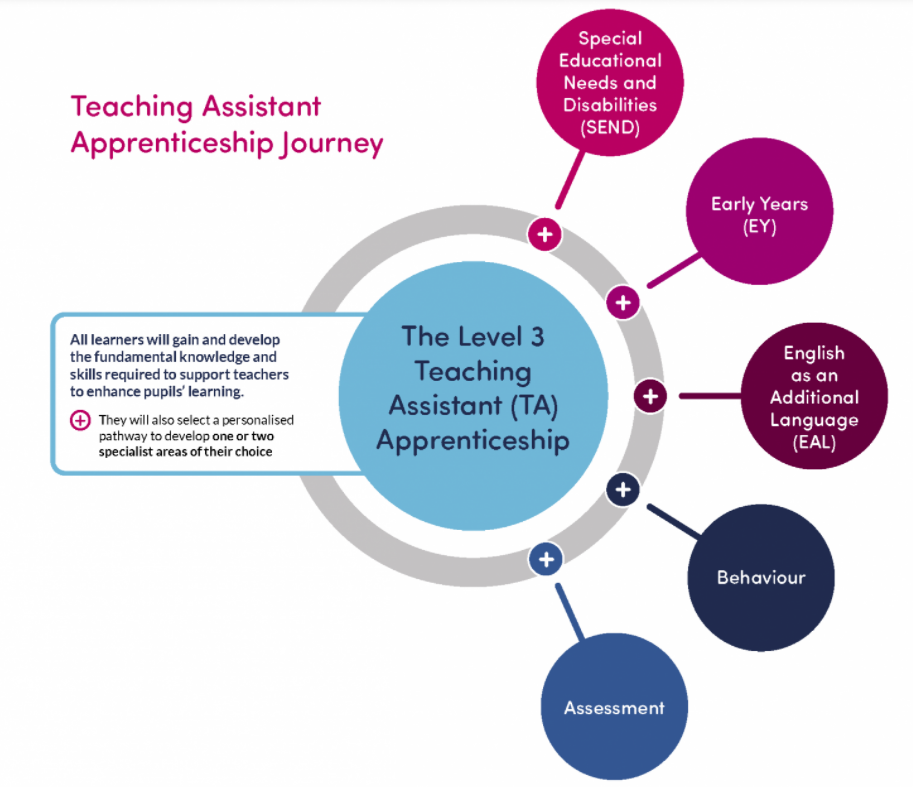 Teaching Assistant
Apprenticeship Journey
Special
Educational
Needs and
Disabilities
(SEND)
Early Years
(EY)
English
as an
Additional
Language
(EAL)
Behaviour
Assessment
The Level 3
Teaching
Assistant (TA)
Apprenticeship
All learners will gain and develop
the fundamental knowledge and
skills required to support teachers
to enhance pupils’ learning.
They will also select a personalised
pathway to develop one or two
specialist areas of their choice